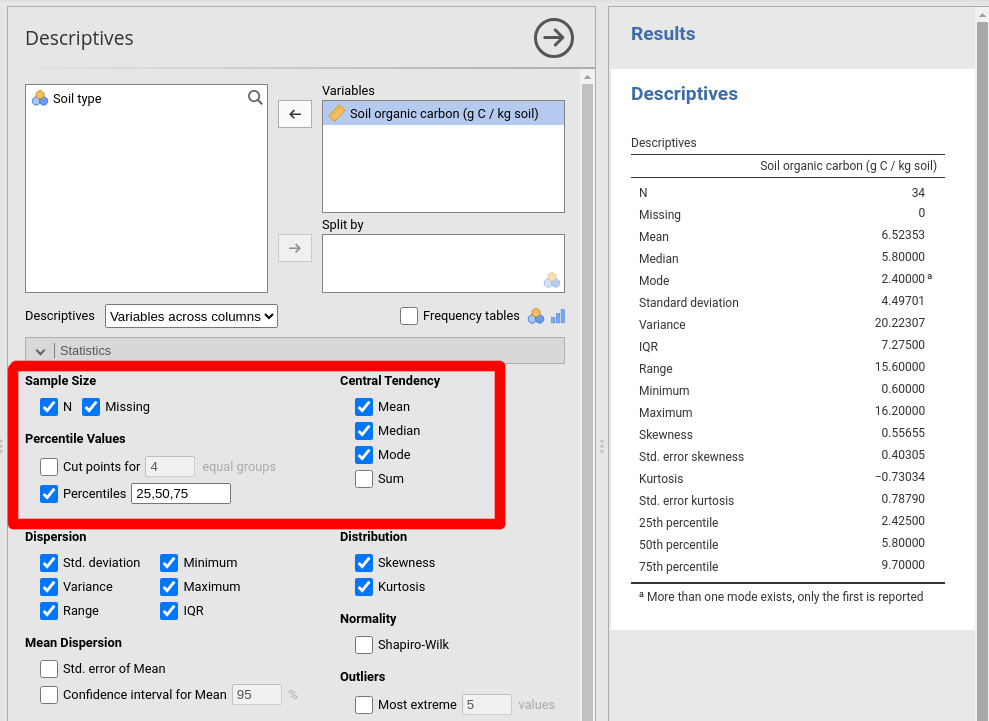 Descriptives
Soil type
Variables
Soil organic carbon (g C / kg soil)
Split by
Descriptives Variables across columns
Frequency tables
Statistics
Sample Size
N Missing
Percentile Values
Cut points for 4 equal groups
Percentiles 25,50,75
Central Tendency
Mean
Median
Mode
Sum
Dispersion
Std. deviation Minimum
Variance Maximum
Range IQR
Distribution
Skewness
Kurtosis
Mean Dispersion
Std. error of Mean
Confidence interval for Mean 95 %
Normality
Shapiro-Wilk
Outliers
Most extreme 5 values
Results
Descriptives
Descriptives
Soil organic carbon (g C / kg soil)
N 34
Missing 0
Mean 6.52353
Median 5.80000
Mode 2.40000 ª
Standard deviation 4.49701
Variance 20.22307
IQR 7.27500
Range 15.60000
Minimum 0.60000
Maximum 16.20000
Skewness 0.55655
Std. error skewness 0.40305
Kurtosis −0.73034
Std. error kurtosis 0.78790
25th percentile 2.42500
50th percentile 5.80000
75th percentile 9.70000
ª More than one mode exists, only the first is reported